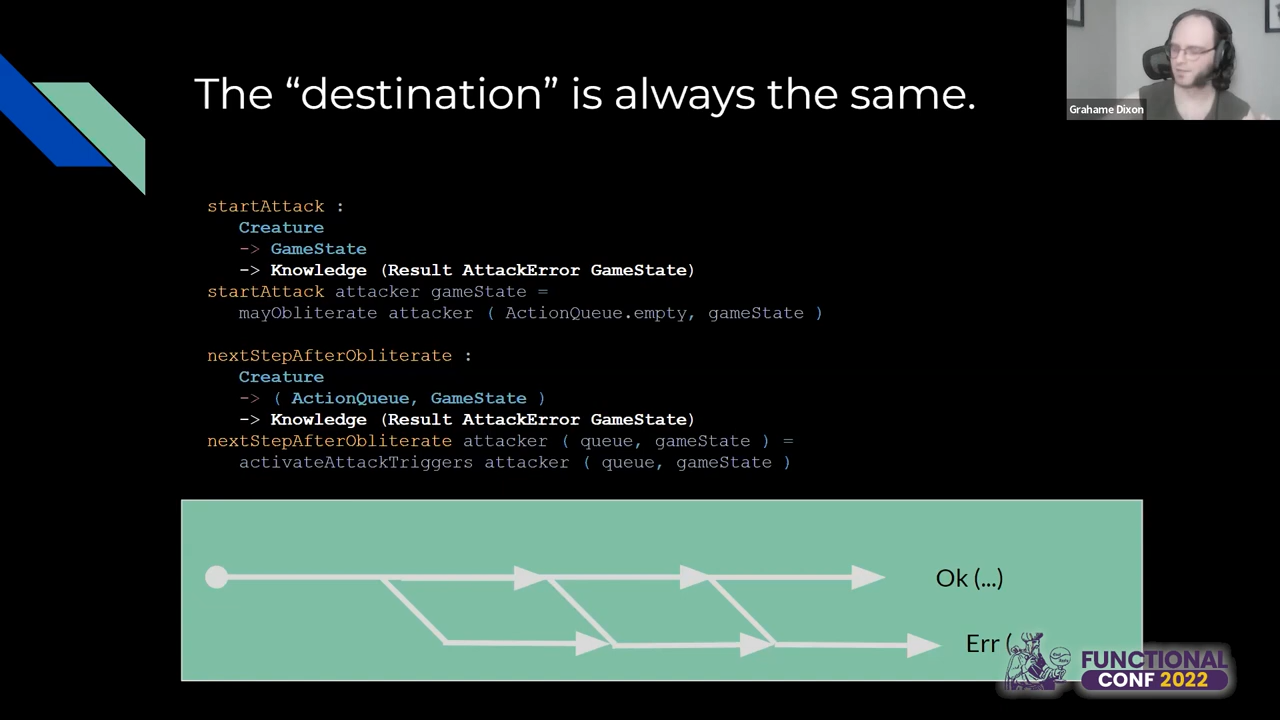 The “destination” is always the same.
Grahame Dixon
startAttack :
Creature
-> GameState
-> Knowledge (Result AttackError GameState)
startAttack attacker gameState =
mayObliterate attacker ( ActionQueue.empty, gameState )
nextStepAfterObliterate :
Creature
-> ( ActionQueue, GameState )
-> Knowledge (Result AttackError GameState)
nextStepAfterObliterate attacker ( queue, gameState ) =
activateAttackTriggers attacker ( queue, gameState )
Ok (...)
Err (
FUNCTIONAL
CONF 2022